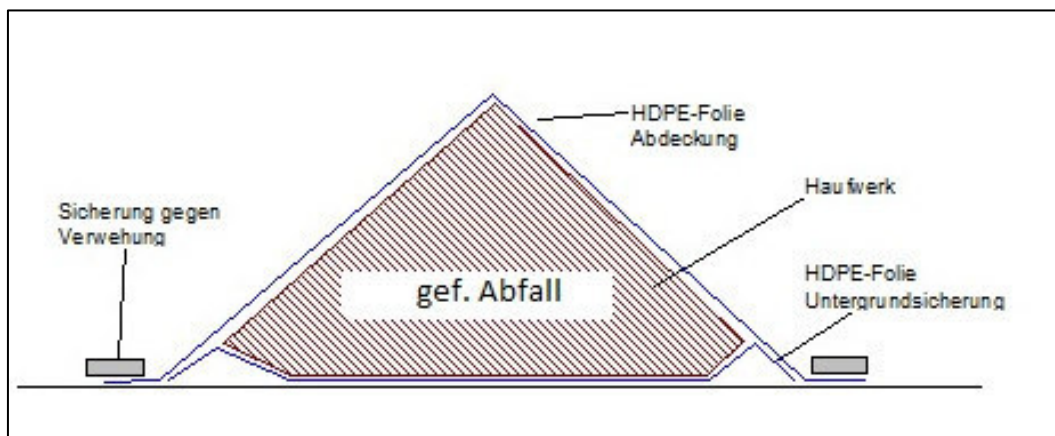 HDPE-Folie
Abdeckung
Haufwerk
Sicherung gegen
Verwehung
gef. Abfall
HDPE-Folie
Untergrundsicherung